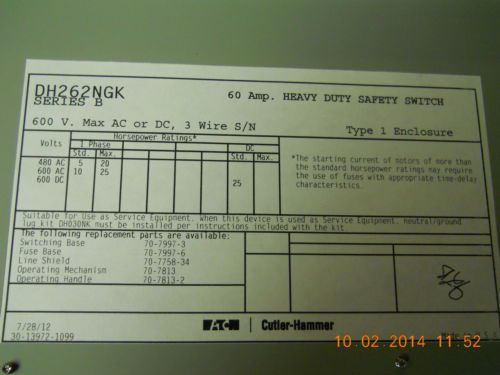 DH262NGK
SERIES B
60 Amp. HEAVY DUTY SAFETY SWITCH
600 V. Max AC or DC, 3 Wire S/N
Type 1 Enclosure
Horsepower Ratings*
Volts 1 Phase DC
Std. Max. Std. Max.
480 AC 5 20
600 AC 10 25
600 DC 25
*The starting current of motors of more than
the standard horsepower ratings may require
the use of fuses with appropriate time-delay
characteristics.
Suitable for Use as Service Equipment. when this device is used as Service Equipment. neutral/ground
lug kit DH030NK must be installed per instructions included with the kit.
The following replacement parts are available:
Switching Base 70-7997-3
Fuse Base 70-7997-6
Line Shield 70-7758-34
Operating Mechanism 70-7813
Operating Handle 70-7813-2
7/28/12
30-13972-1099
EATON Cutler-Hammer
Made in U.S.A.
10.02.2014 11:52